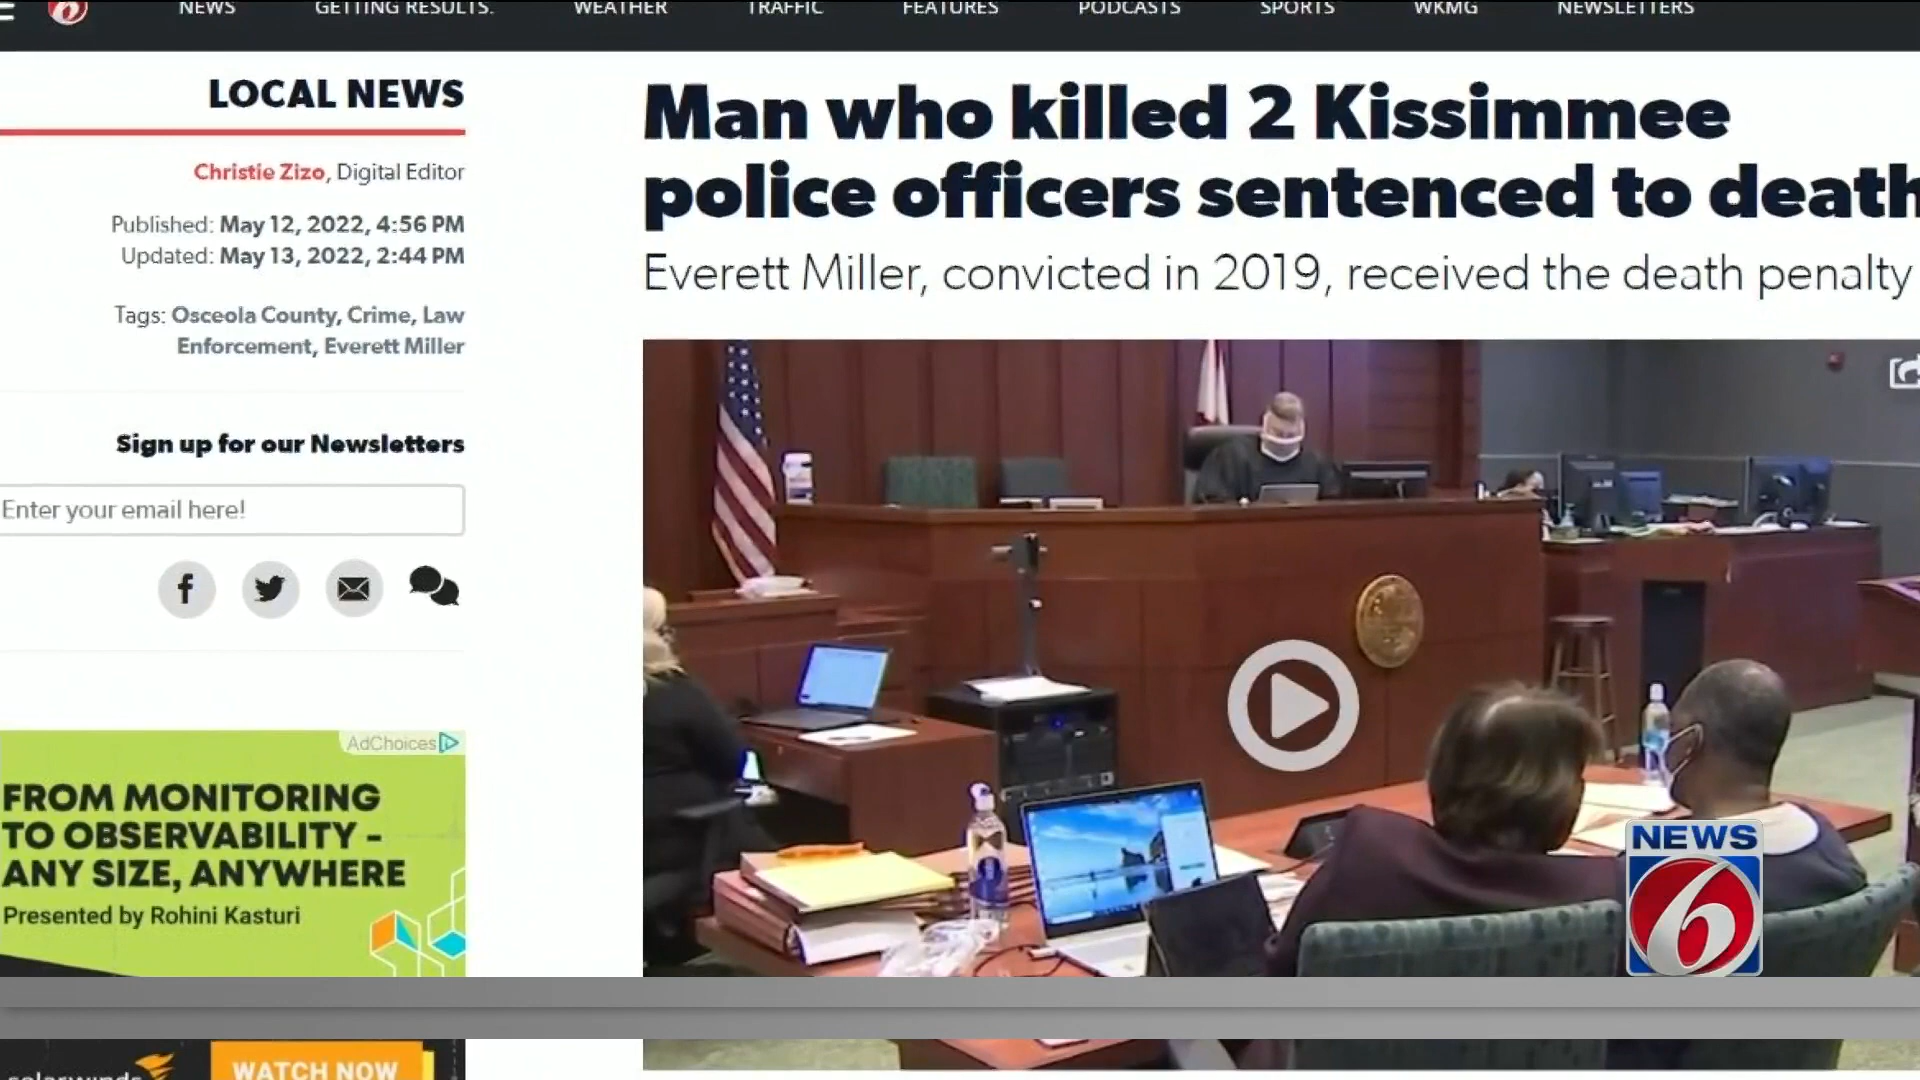 NEWS GETTING RESULTS. WEATHER TRAFFIC FEATURES PODCASTS SPORTS WKMG NEWSLETTERS
LOCAL NEWS
Christie Zizo, Digital Editor
Published: May 12, 2022, 4:56 PM
Updated: May 13, 2022, 2:44 PM
Tags: Osceola County, Crime, Law
Enforcement, Everett Miller
Sign up for our Newsletters
Enter your email here!
Man who killed 2 Kissimmee
police officers sentenced to death
Everett Miller, convicted in 2019, received the death penalty
AdChoices
FROM MONITORING
TO OBSERVABILITY –
ANY SIZE, ANYWHERE
Presented by Rohini Kasturi
solarwinds
WATCH NOW
NEWS
6